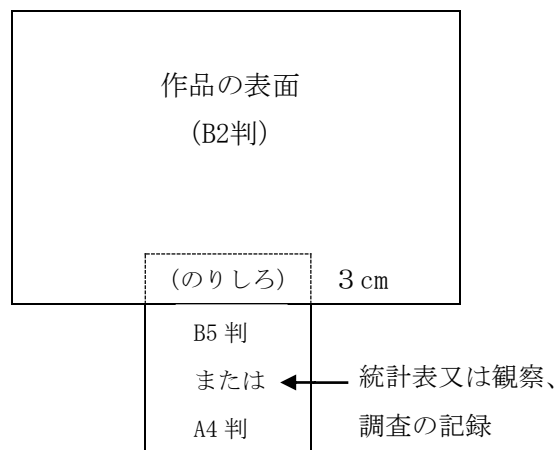 作品の表面
(B2判)
(のりしろ) 3cm
B5 判
または
A4 判
統計表又は観察、
調査の記録